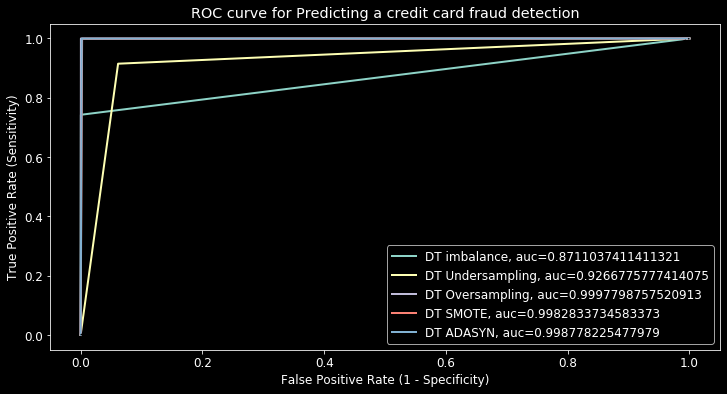 ROC curve for Predicting a credit card fraud detection
True Positive Rate (Sensitivity)
1.0
0.8
0.6
0.4
0.2
0.0
DT imbalance, auc=0.8711037411411321
DT Undersampling, auc=0.9266775777414075
DT Oversampling, auc=0.9997798757520913
DT SMOTE, auc=0.9982833734583373
DT ADASYN, auc=0.998778225477979
0.0 0.2 0.4 0.6 0.8 1.0
False Positive Rate (1 - Specificity)